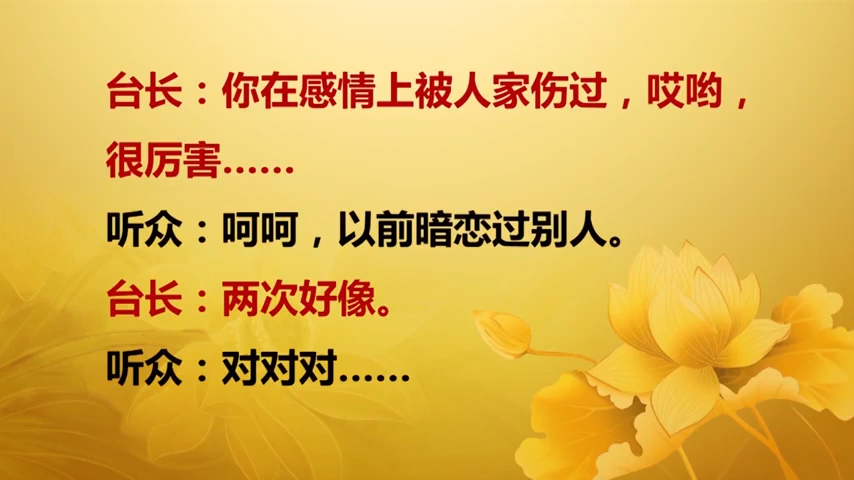 台长：你在感情上被人家伤过，哎哟，
很厉害……
听众：呵呵，以前暗恋过别人。
台长：两次好像。
听众：对对对……